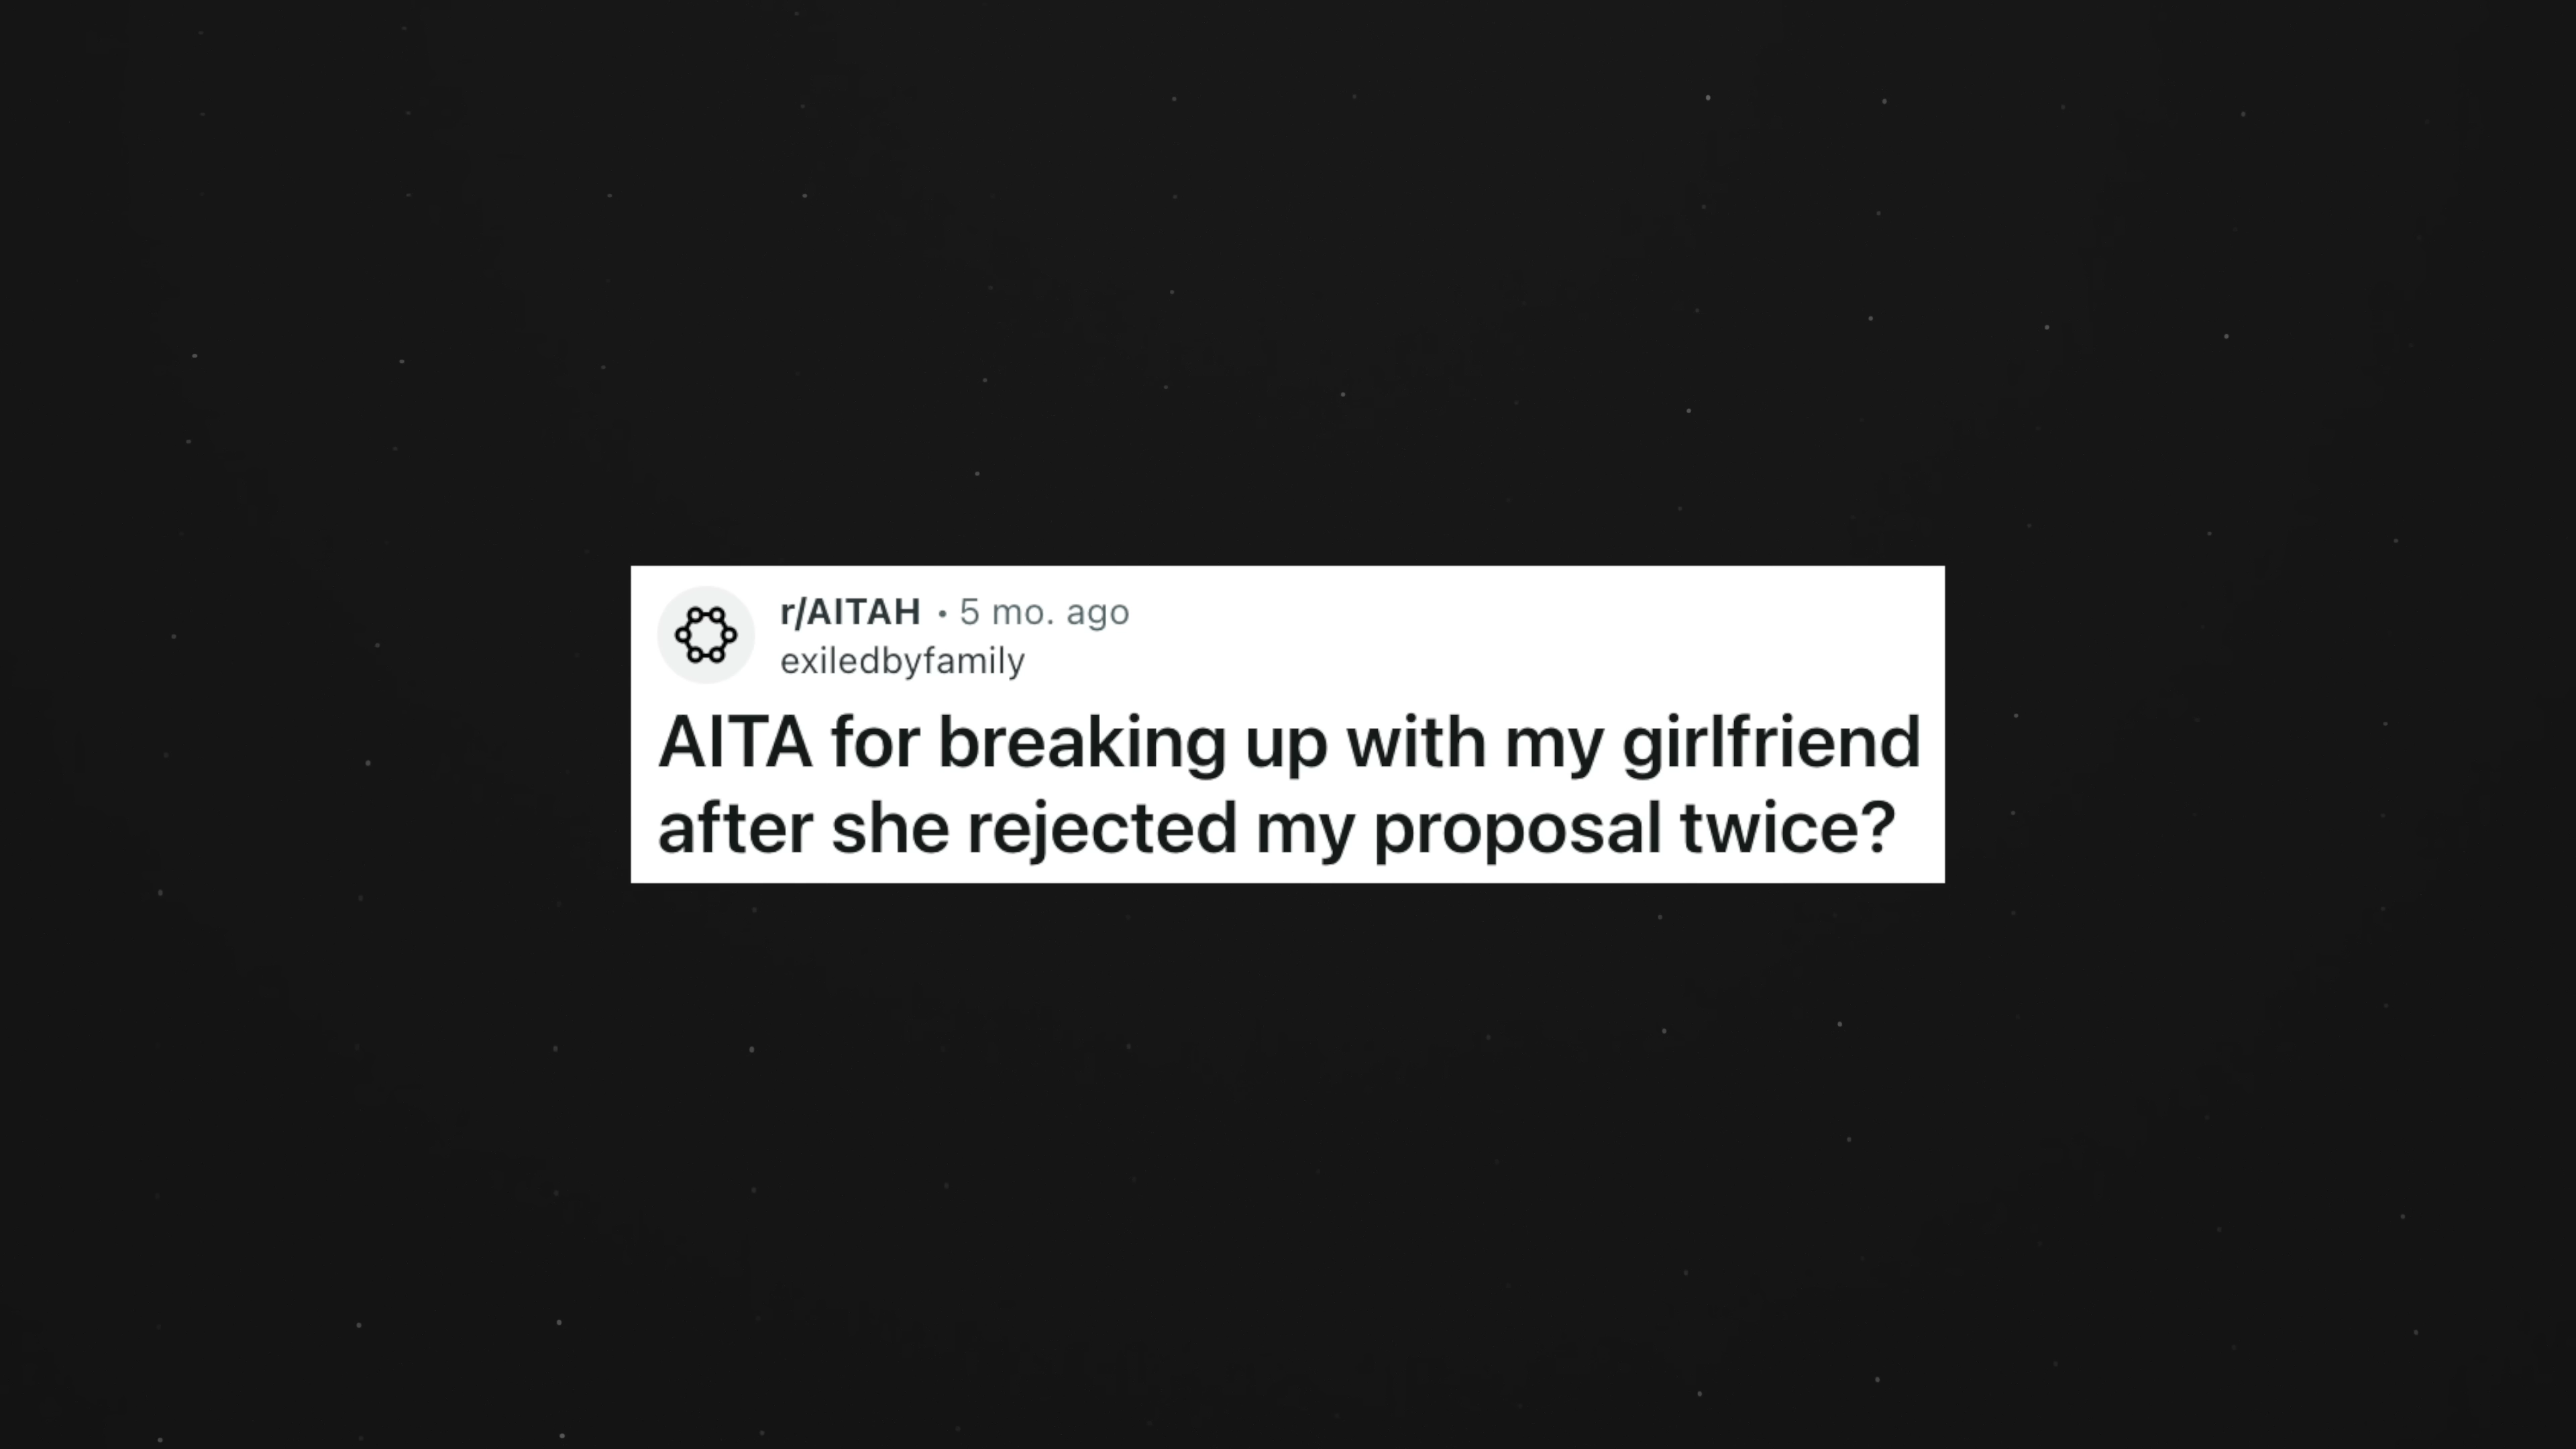 r/AITAH • 5 mo. ago
exiledbyfamily
AITA for breaking up with my girlfriend
after she rejected my proposal twice?